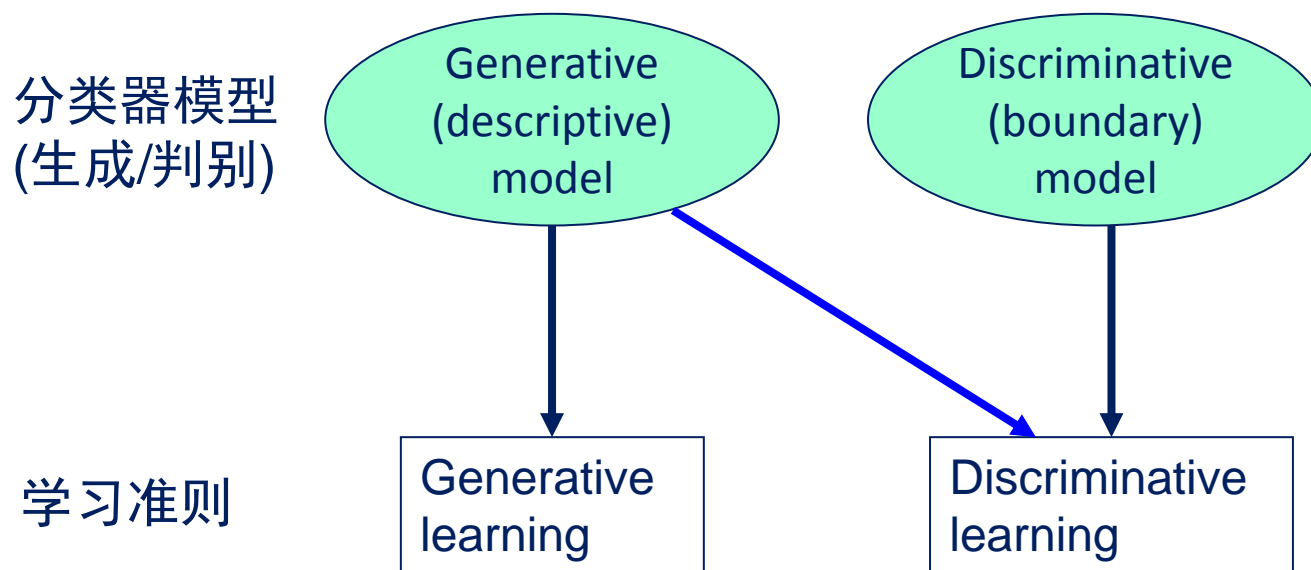 分类器模型
(生成/判别)
Generative
(descriptive)
model
Discriminative
(boundary)
model
学习准则
Generative
learning
Discriminative
learning